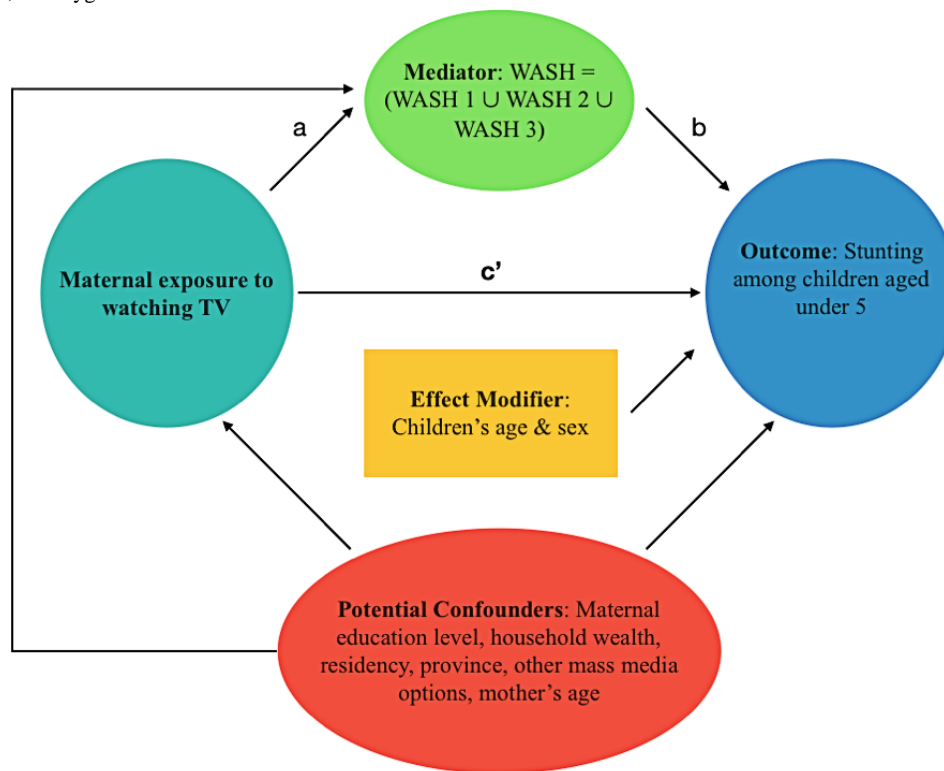 Mediator: WASH =
(WASH 1 ∪ WASH 2 ∪
WASH 3)
a
b
Maternal exposure to
watching TV
c’
Outcome: Stunting
among children aged
under 5
Effect Modifier:
Children’s age & sex
Potential Confounders: Maternal
education level, household wealth,
residency, province, other mass media
options, mother’s age